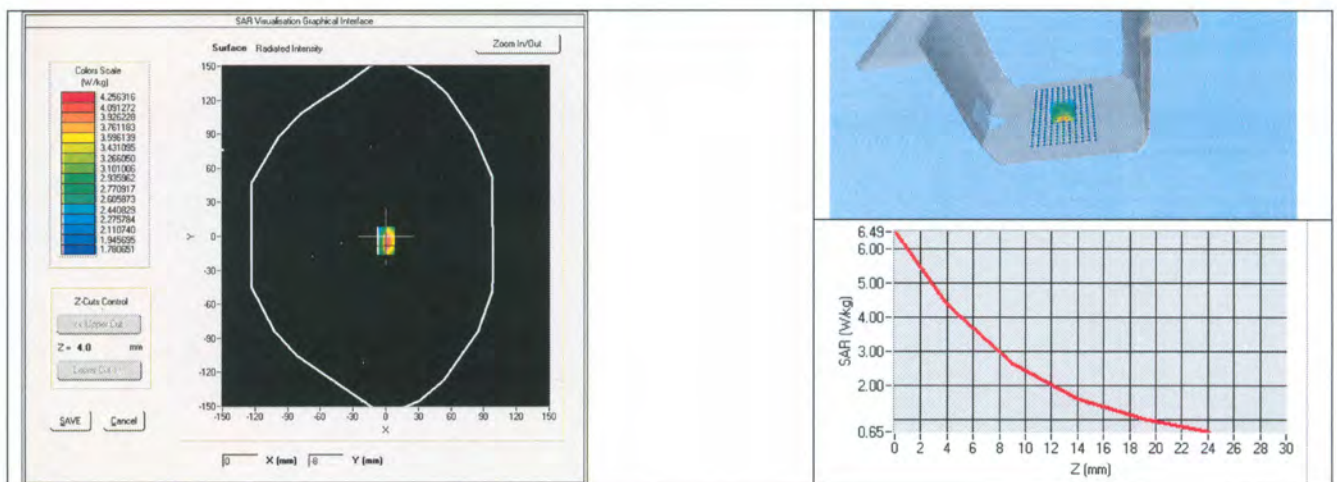 SAR Visualisation Graphical Interface
Surface Radiated Intensity
Zoom In/Out
Colors Scale
(W/kg)
4.256316
4.091272
3.926228
3.761183
3.596139
3.431095
3.266050
3.101006
2.935962
2.770917
2.605873
2.440829
2.275784
2.110740
1.945695
1.780651
Z-Cuts Control
Z = 4.0 mm
SAVE
Cancel
150
120
90
60
30
0
-30
-60
-90
-120
-150
Y
-150 -120 -90 -60 -30 0 30 60 90 120 150
X
0 X (mm) -8 Y (mm)
6.49
6.00
5.00
4.00
3.00
2.00
0.65
SAR (W/kg)
0 2 4 6 8 10 12 14 16 18 20 22 24 26 28 30
Z (mm)